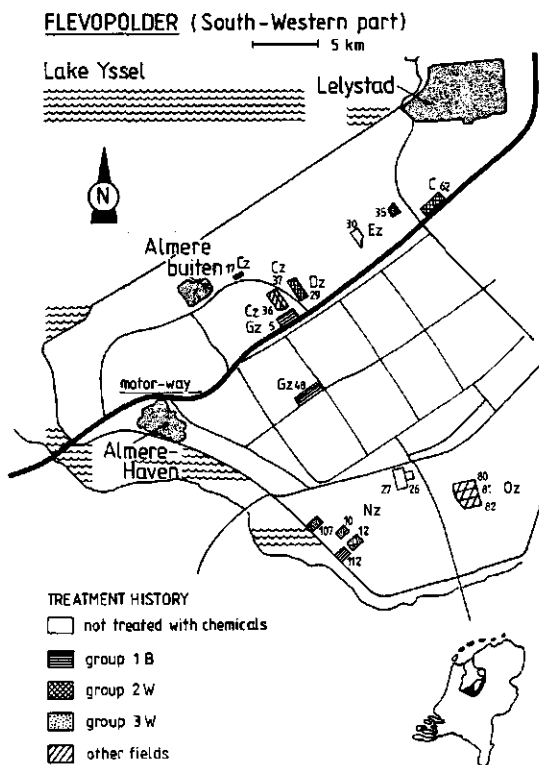 FLEVOPOLDER (South-Western part)
5 km
Lake Yssel
Lelystad
N
C 62
35
30
Ez
Almere
buiten
17 Cz
Cz
37
Dz
29
Cz 36
Gz 5
motor-way
Gz 48
Almere-
Haven
27 26
80
81 Oz
82
Nz
107
10
12
112
TREATMENT HISTORY
not treated with chemicals
group 1 B
group 2 W
group 3 W
other fields